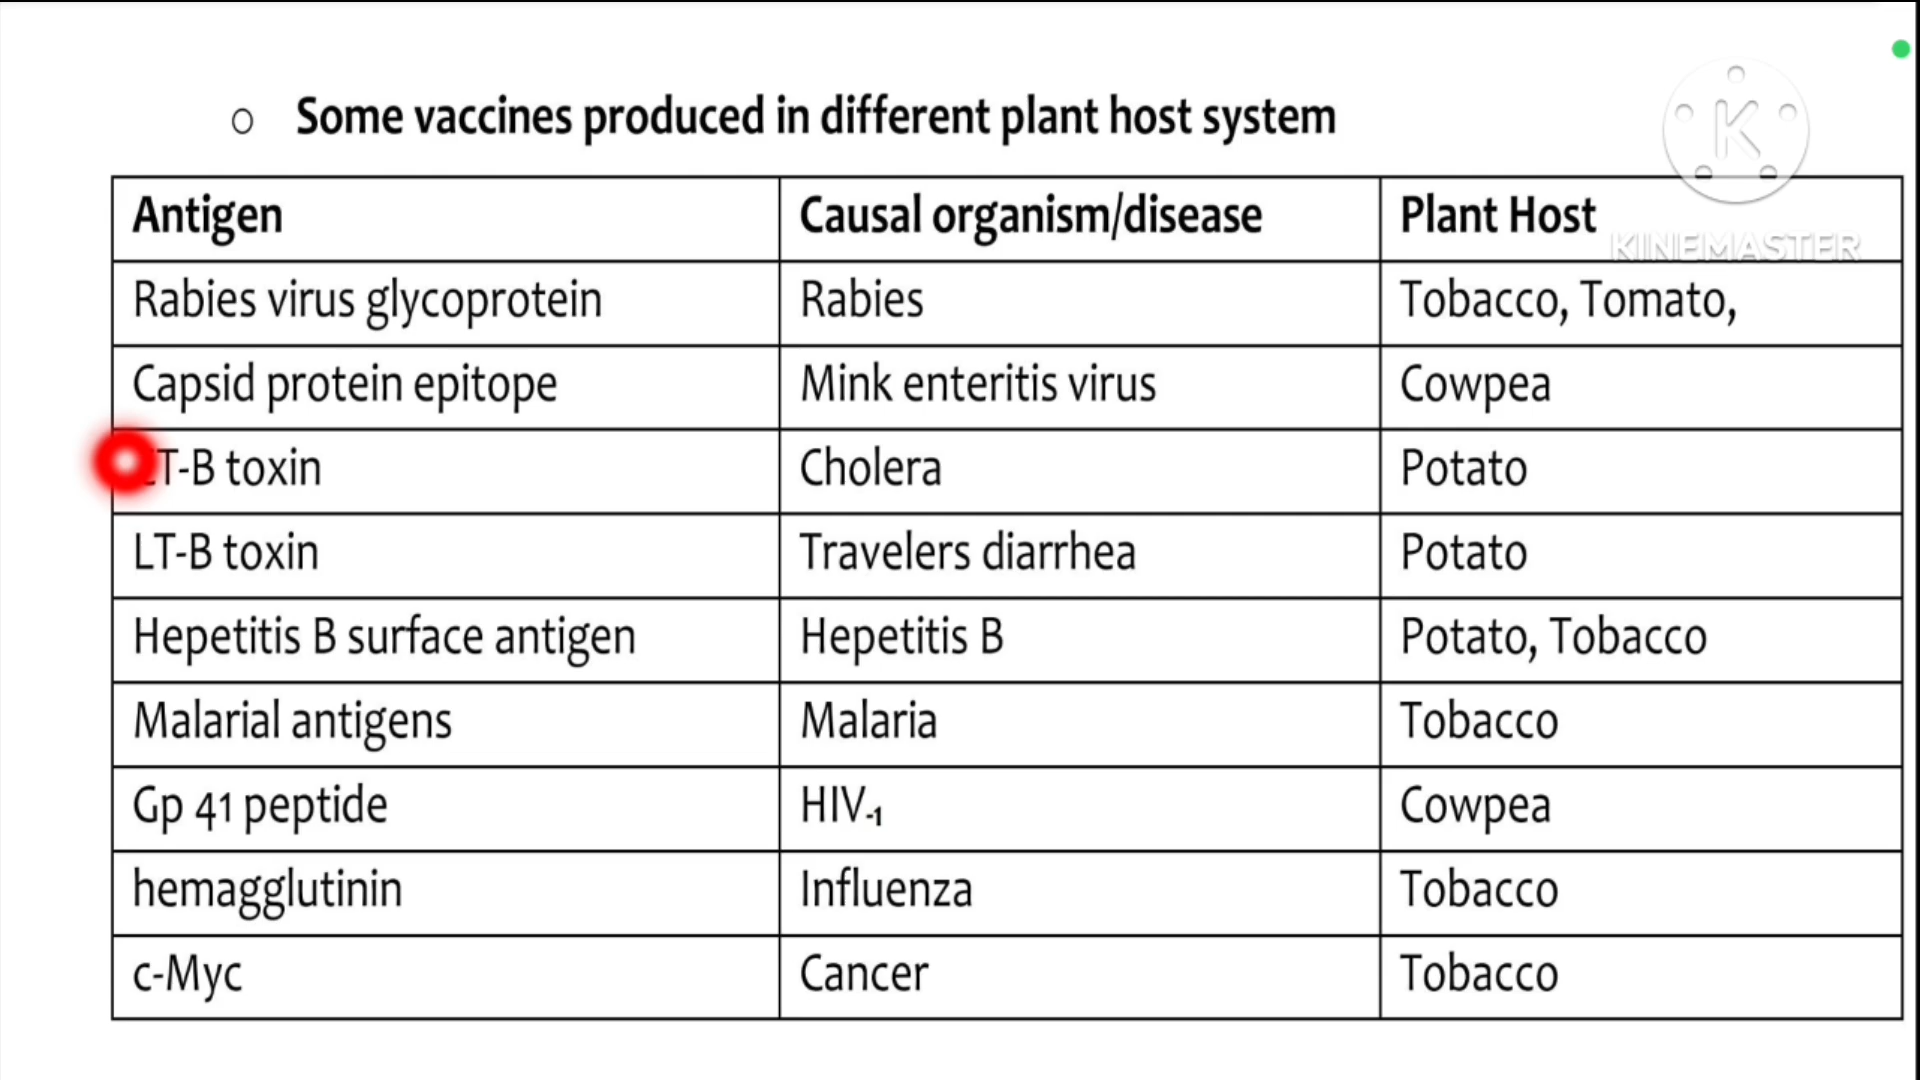 o Some vaccines produced in different plant host system
K
KINEMASTER
Antigen Causal organism/disease Plant Host
Rabies virus glycoprotein Rabies Tobacco, Tomato,
Capsid protein epitope Mink enteritis virus Cowpea
T-B toxin Cholera Potato
LT-B toxin Travelers diarrhea Potato
Hepetitis B surface antigen Hepetitis B Potato, Tobacco
Malarial antigens Malaria Tobacco
Gp 41 peptide HIV-1 Cowpea
hemagglutinin Influenza Tobacco
c-Myc Cancer Tobacco